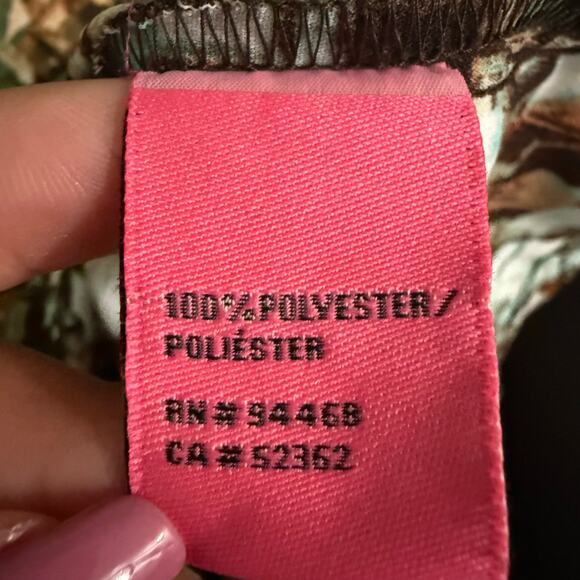 100% POLYESTER/
POLIÉSTER
RN# 94468
CA# 52362